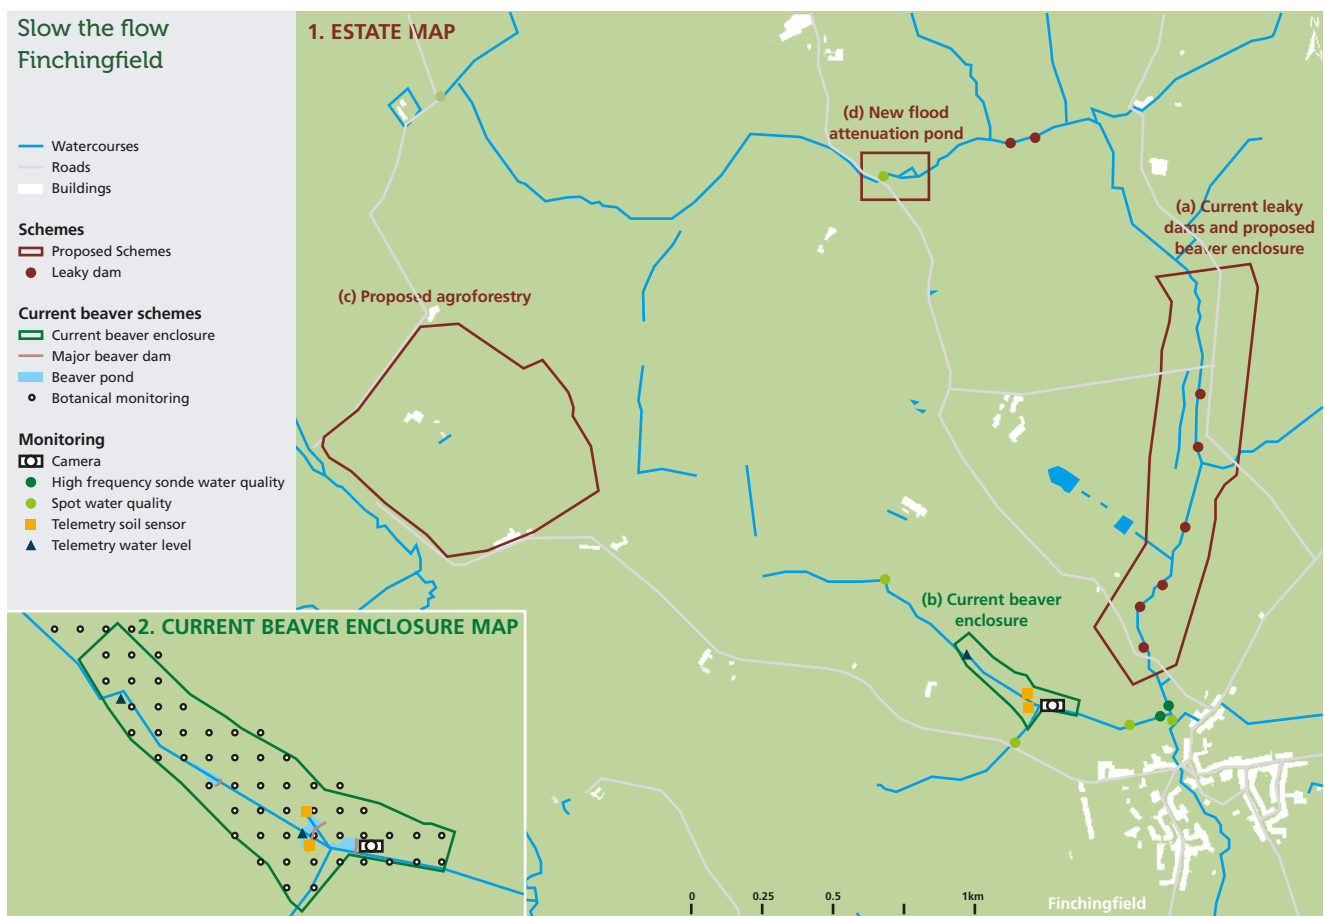 Slow the flow
Finchingfield
Watercourses
Roads
Buildings
Schemes
Proposed Schemes
Leaky dam
Current beaver schemes
Current beaver enclosure
Major beaver dam
Beaver pond
Botanical monitoring
Monitoring
Camera
High frequency sonde water quality
Spot water quality
Telemetry soil sensor
Telemetry water level
1. ESTATE MAP
N
(d) New flood
attenuation pond
(a) Current leaky
dams and proposed
beaver enclosure
(c) Proposed agroforestry
(b) Current beaver
enclosure
2. CURRENT BEAVER ENCLOSURE MAP
0
0.25
0.5
1km
Finchingfield